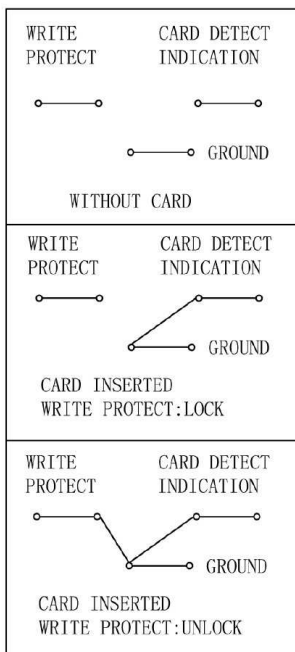 WRITE CARD DETECT
PROTECT INDICATION
GROUND
WITHOUT CARD
WRITE CARD DETECT
PROTECT INDICATION
GROUND
CARD INSERTED
WRITE PROTECT:LOCK
WRITE CARD DETECT
PROTECT INDICATION
GROUND
CARD INSERTED
WRITE PROTECT:UNLOCK